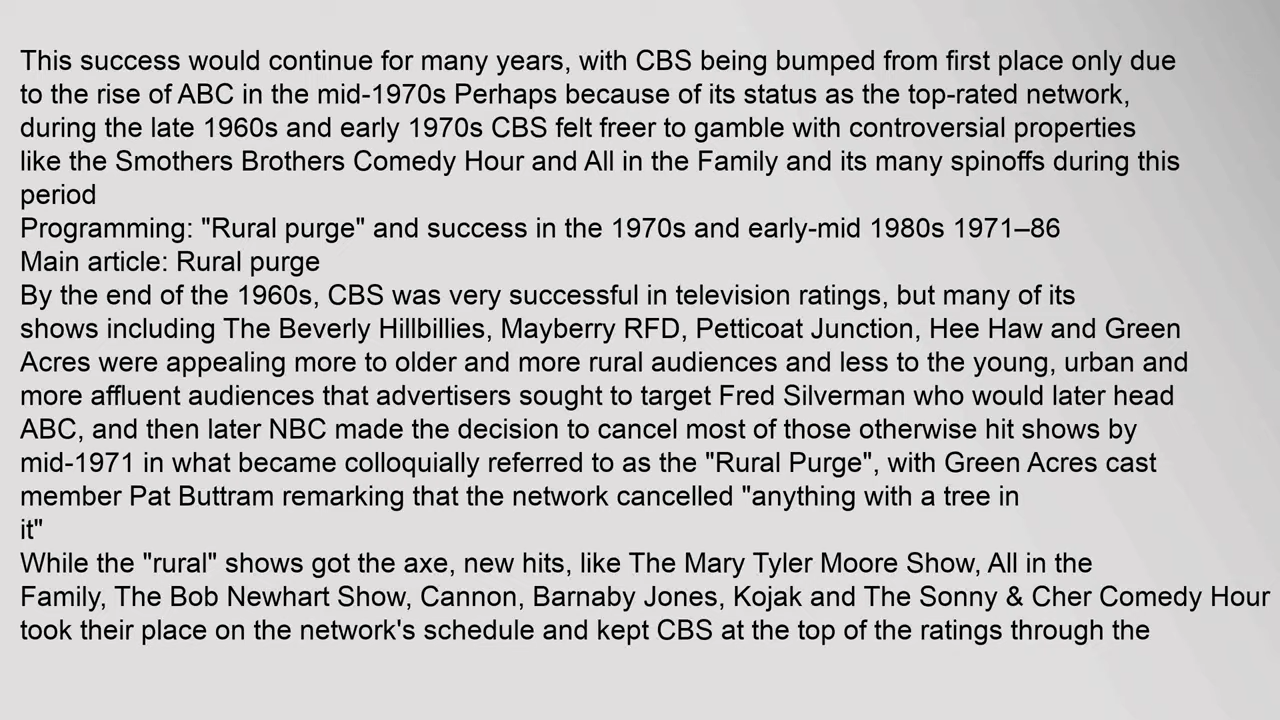 This success would continue for many years, with CBS being bumped from first place only due
to the rise of ABC in the mid-1970s Perhaps because of its status as the top-rated network,
during the late 1960s and early 1970s CBS felt freer to gamble with controversial properties
like the Smothers Brothers Comedy Hour and All in the Family and its many spinoffs during this
period
Programming: "Rural purge" and success in the 1970s and early-mid 1980s 1971–86
Main article: Rural purge
By the end of the 1960s, CBS was very successful in television ratings, but many of its
shows including The Beverly Hillbillies, Mayberry RFD, Petticoat Junction, Hee Haw and Green
Acres were appealing more to older and more rural audiences and less to the young, urban and
more affluent audiences that advertisers sought to target Fred Silverman who would later head
ABC, and then later NBC made the decision to cancel most of those otherwise hit shows by
mid-1971 in what became colloquially referred to as the "Rural Purge", with Green Acres cast
member Pat Buttram remarking that the network cancelled "anything with a tree in
it"
While the "rural" shows got the axe, new hits, like The Mary Tyler Moore Show, All in the
Family, The Bob Newhart Show, Cannon, Barnaby Jones, Kojak and The Sonny & Cher Comedy Hour
took their place on the network's schedule and kept CBS at the top of the ratings through the